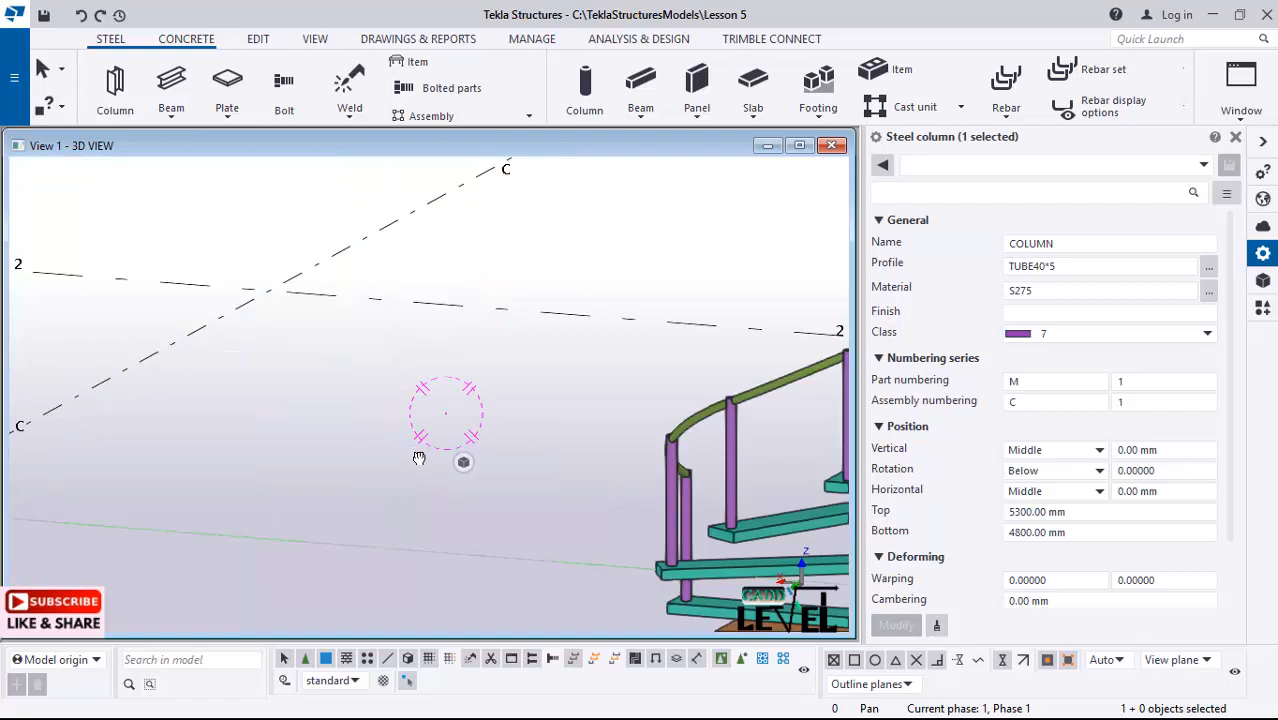 Tekla Structures - C:\TeklaStructuresModels\Lesson 5
Log in
STEEL CONCRETE EDIT VIEW DRAWINGS & REPORTS MANAGE ANALYSIS & DESIGN TRIMBLE CONNECT
Quick Launch
Column Beam Plate Bolt Weld
Item
Bolted parts
Assembly
Column Beam Panel Slab Footing
Item
Cast unit
Rebar
Rebar set
Rebar display options
Window
View 1 - 3D VIEW
C
2
2
C
Z
CADD
LEVEL
SUBSCRIBE
LIKE & SHARE
Steel column (1 selected)
General
Name COLUMN
Profile TUBE40*5 ...
Material S275 ...
Finish
Class 7
Numbering series
Part numbering M 1
Assembly numbering C 1
Position
Vertical Middle 0.00 mm
Rotation Below 0.00000
Horizontal Middle 0.00 mm
Top 5300.00 mm
Bottom 4800.00 mm
Deforming
Warping 0.00000 0.00000
Cambering 0.00 mm
Modify
Model origin
Search in model
standard
Auto
View plane
Outline planes
0 Pan Current phase: 1, Phase 1 1 + 0 objects selected